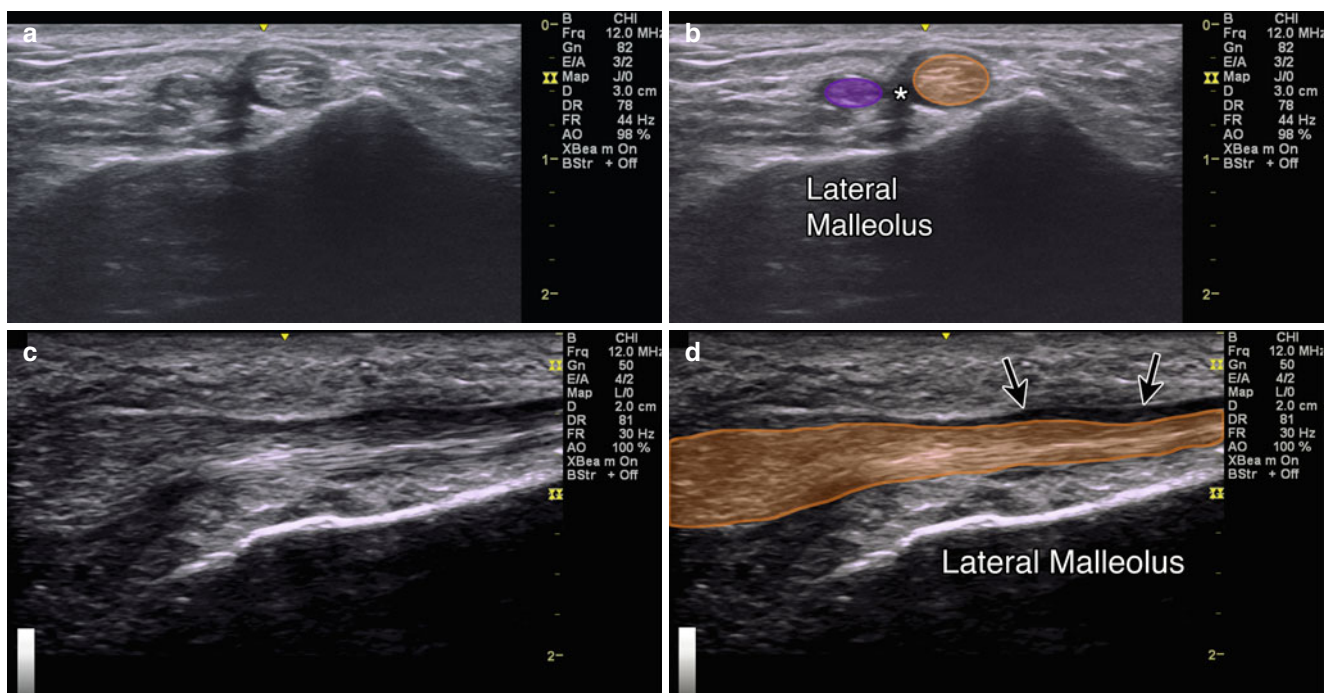 a
B CHI
Frq 12.0 MHz
Gn 82
E/A 3/2
Map J/0
D 3.0 cm
DR 78
FR 44 Hz
AO 98 %
XBea m On
BStr + Off
0
1
2
b
*
Lateral
Malleolus
B CHI
Frq 12.0 MHz
Gn 82
E/A 3/2
Map J/0
D 3.0 cm
DR 78
FR 44 Hz
AO 98 %
XBea m On
BStr + Off
0
1
2
c
B CHI
Frq 12.0 MHz
Gn 50
E/A 4/2
Map L/0
D 2.0 cm
DR 81
FR 30 Hz
AO 100 %
XBea m On
BStr + Off
2
d
Lateral Malleolus
B CHI
Frq 12.0 MHz
Gn 50
E/A 4/2
Map L/0
D 2.0 cm
DR 81
FR 30 Hz
AO 100 %
XBea m On
BStr + Off
2